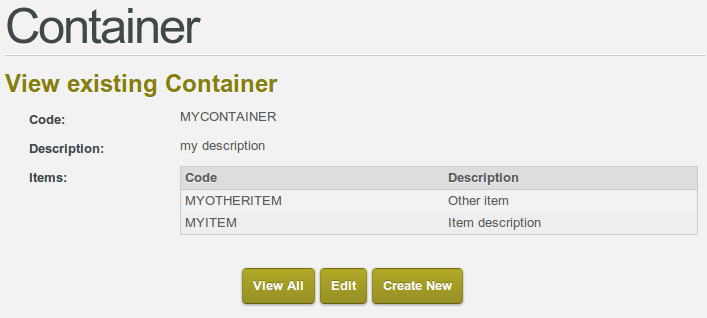 Container
View existing Container
Code: MYCONTAINER
Description: my description
Items: Code Description
MYOTHERITEM Other item
MYITEM Item description
View All Edit Create New